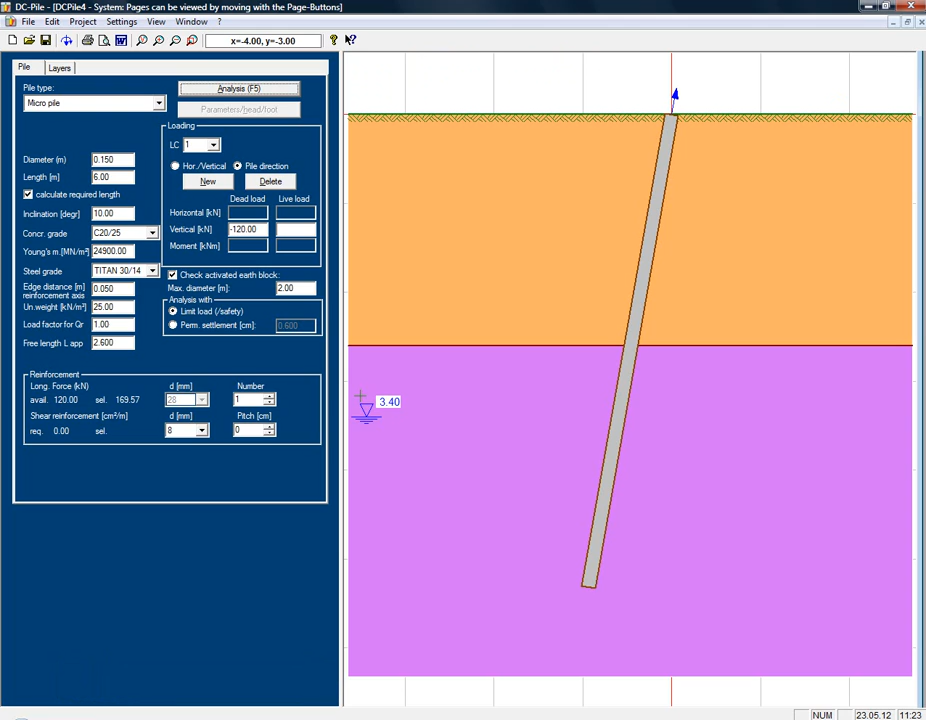 DC-Pile - [DCPile4 - System: Pages can be viewed by moving with the Page-Buttons]
File Edit Project Settings View Window ?
x=-4.00, y=-3.00
Pile Layers
Pile type:
Micro pile
Analysis (F5)
Parameters/head/foot
Loading
LC 1
Hor./Vertical Pile direction
New Delete
Dead load Live load
Horizontal [kN]
Vertical [kN] -120.00
Moment [kNm]
Diameter (m) 0.150
Length [m] 6.00
calculate required length
Inclination [degr] 10.00
Concr. grade C20/25
Young's m.[MN/m²] 24900.00
Steel grade TITAN 30/14
Edge distance [m]
reinforcement axis 0.050
Un.weight [kN/m³] 25.00
Load factor for Qr 1.00
Free length L app 2.600
Check activated earth block:
Max. diameter [m]: 2.00
Analysis with
Limit load (/safety)
Perm. settlement [cm]: 0.600
Reinforcement
Long. Force (kN) d [mm] Number
avail. 120.00 sel. 169.57 28 1
Shear reinforcement [cm²/m] d [mm] Pitch [cm]
req. 0.00 sel. 8 0
3.40
NUM 23.05.12 11:23